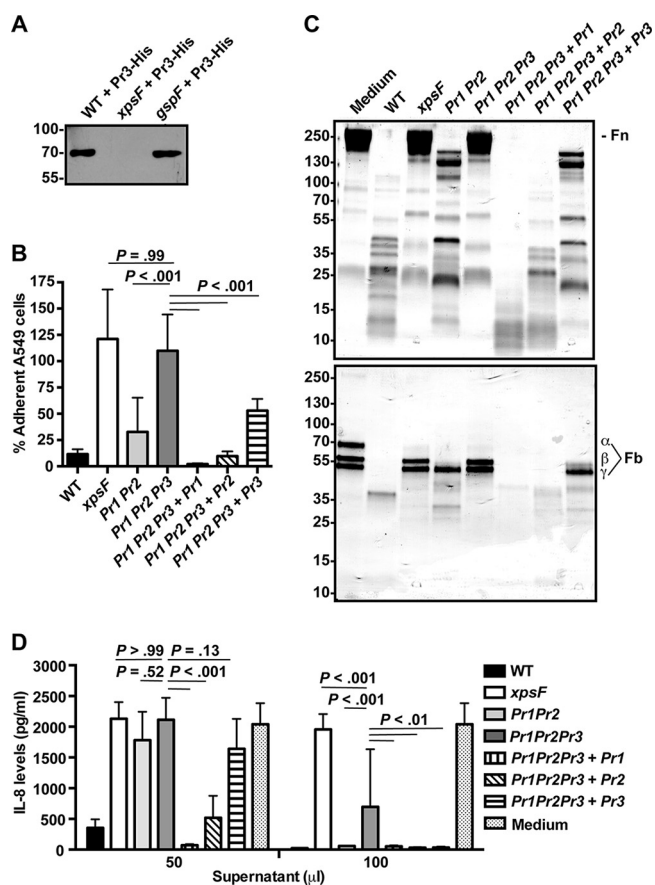 A
WT + Pr3-His
xpsF + Pr3-His
gspF + Pr3-His
100-
70-
55-
B
P = .99
P < .001
P < .001
% Adherent A549 cells
175
150
125
100
75
50
25
0
WT
xpsF
Pr1 Pr2
Pr1 Pr2 Pr3
Pr1 Pr2 Pr3 + Pr1
Pr1 Pr2 Pr3 + Pr2
Pr1 Pr2 Pr3 + Pr3
C
Medium
WT
xpsF
Pr1 Pr2
Pr1 Pr2 Pr3
Pr1 Pr2 Pr3 + Pr1
Pr1 Pr2 Pr3 + Pr2
Pr1 Pr2 Pr3 + Pr3
250-
130-
100-
70-
55-
35-
25-
15-
10-
- Fn
250-
130-
100-
70-
55-
35-
25-
15-
10-
α
β
γ
Fb
D
P > .99
P = .13
P = .52
P < .001
P < .001
P < .001
P < .01
IL-8 levels (pg/ml)
3000
2500
2000
1500
1000
500
0
50
100
Supernatant (μl)
WT
xpsF
Pr1Pr2
Pr1Pr2Pr3
Pr1Pr2Pr3 + Pr1
Pr1Pr2Pr3 + Pr2
Pr1Pr2Pr3 + Pr3
Medium